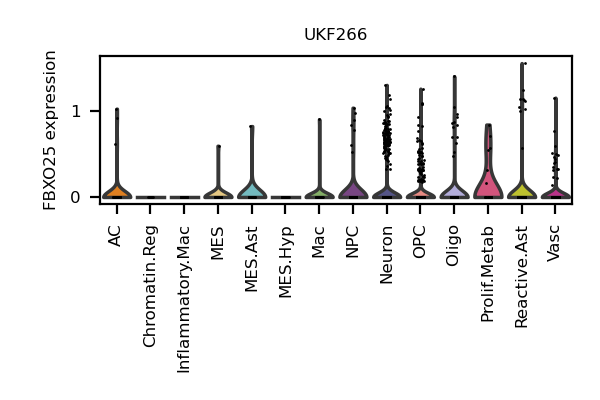 UKF266
FBXO25 expression
1
0
AC
Chromatin.Reg
Inflammatory.Mac
MES
MES.Ast
MES.Hyp
Mac
NPC
Neuron
OPC
Oligo
Prolif.Metab
Reactive.Ast
Vasc